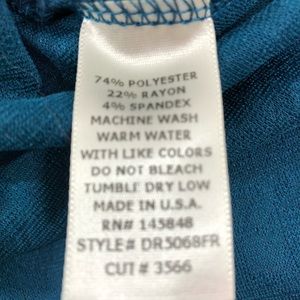 74% POLYESTER
22% RAYON
4% SPANDEX
MACHINE WASH
WARM WATER
WITH LIKE COLORS
DO NOT BLEACH
TUMBLE DRY LOW
MADE IN U.S.A.
RN# 145848
STYLE# DR5068FR
CUT# 3566